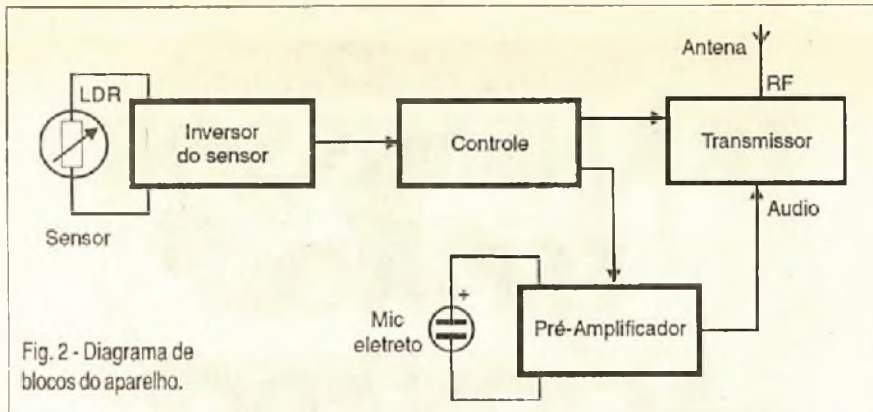 Antena
RF
LDR
Inversor
do sensor
Controle
Transmissor
Sensor
Audio
+
Mic
eletreto
Pré-Amplificador
Fig. 2 - Diagrama de
blocos do aparelho.